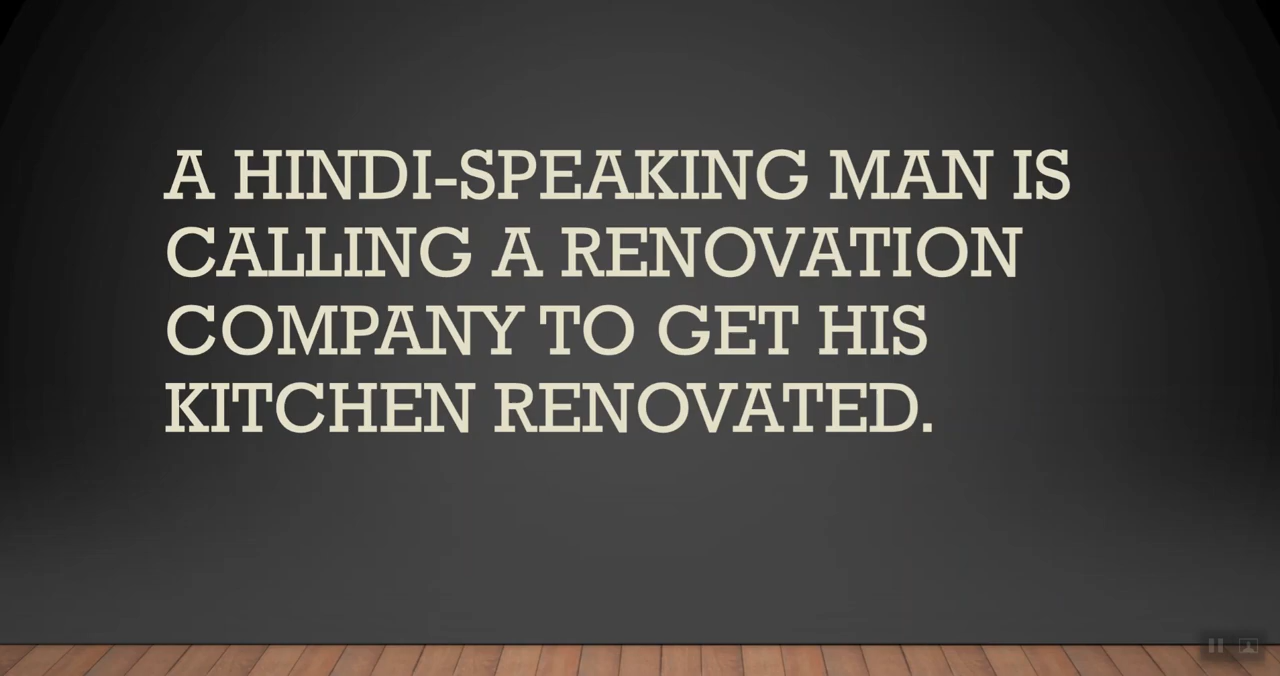 A HINDI-SPEAKING MAN IS
CALLING A RENOVATION
COMPANY TO GET HIS
KITCHEN RENOVATED.